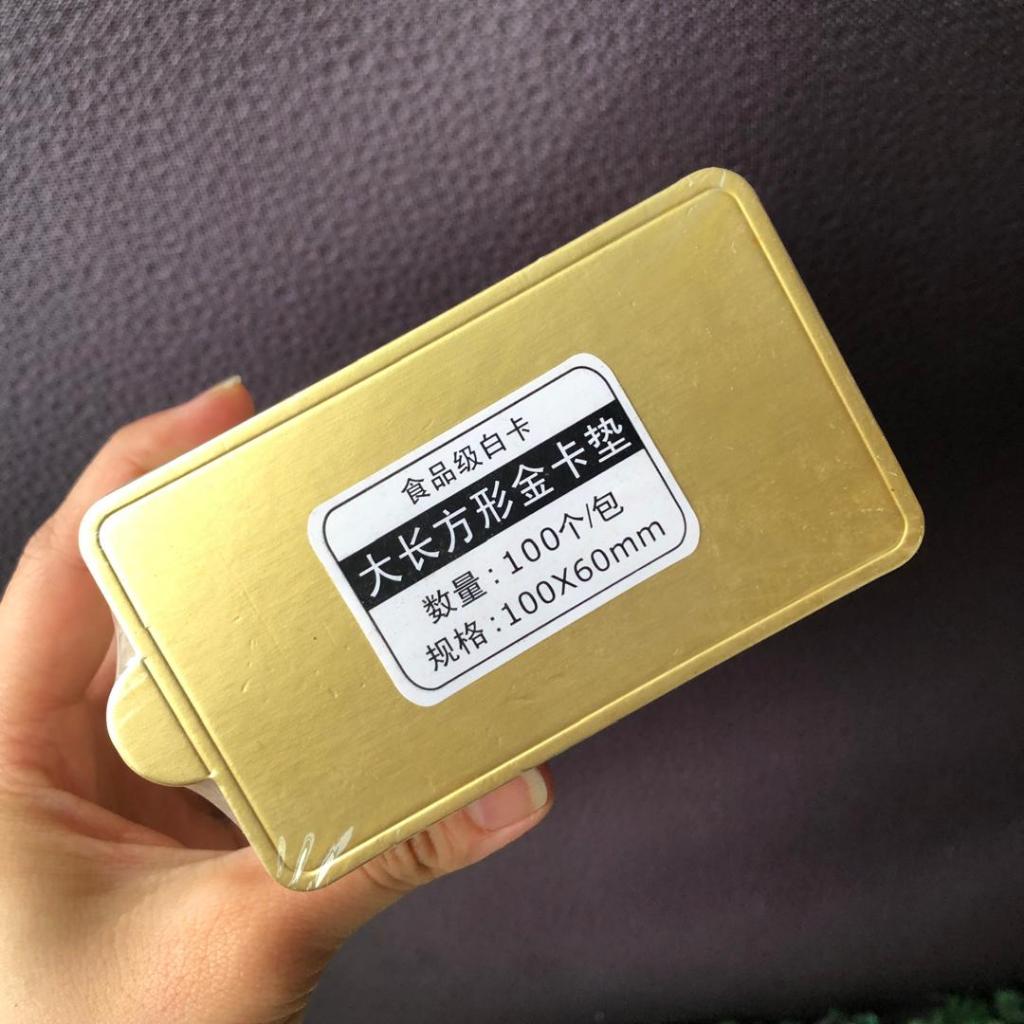 食品级白卡
大长方形金卡垫
数量:100个/包
规格:100X60mm